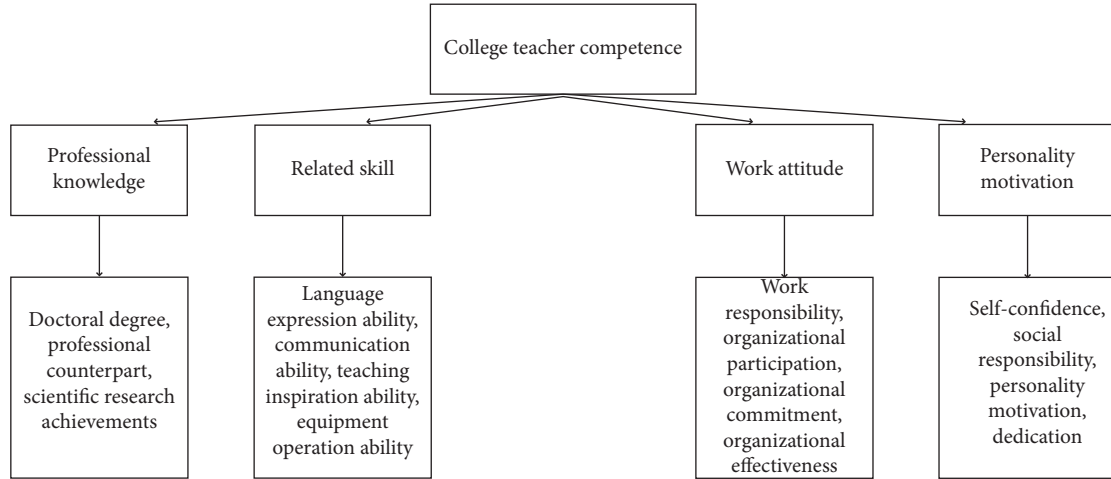 College teacher competence
Professional
knowledge
Related skill
Work attitude
Personality
motivation
Doctoral degree,
professional
counterpart,
scientific research
achievements
Language
expression ability,
communication
ability, teaching
inspiration ability,
equipment
operation ability
Work
responsibility,
organizational
participation,
organizational
commitment,
organizational
effectiveness
Self-confidence,
social
responsibility,
personality
motivation,
dedication